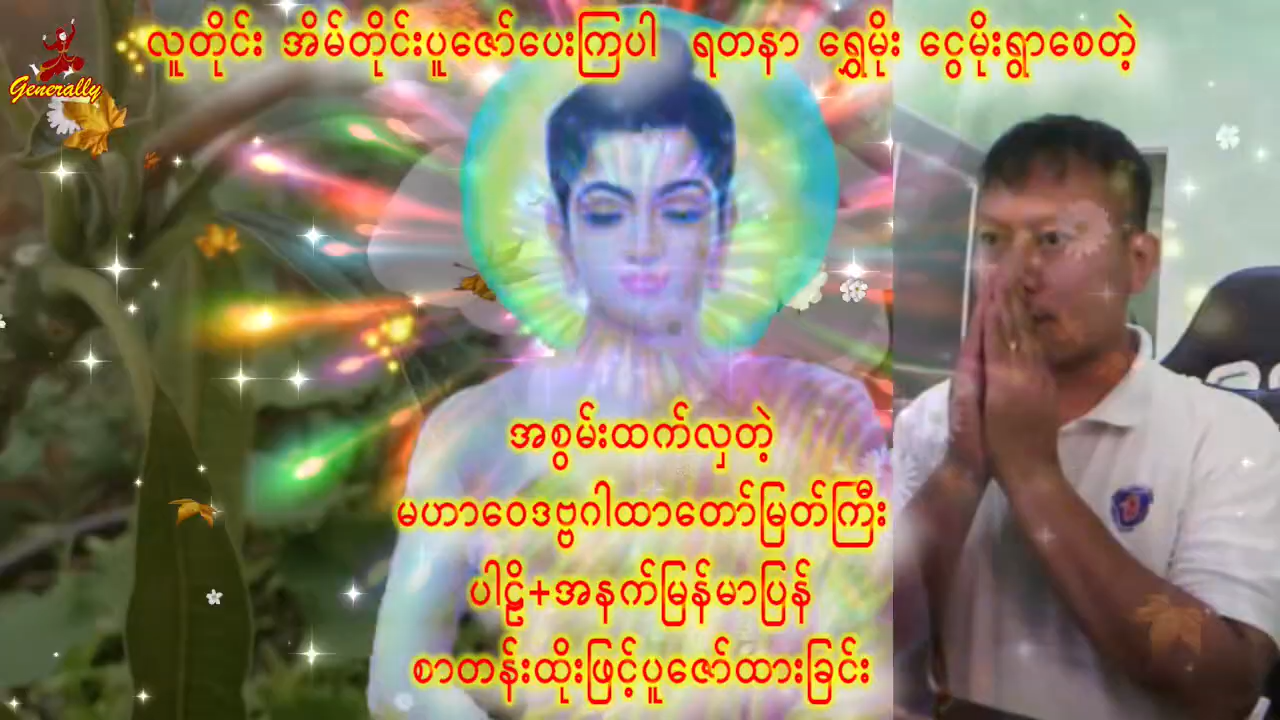 လူတိုင်း အိမ်တိုင်းပူဇော်ပေးကြပါ ရတနာ ရွှေမိုး ငွေမိုးရွာစေတဲ့
Generally
အစွမ်းထက်လှတဲ့
မဟာဝေဒဗ္ဗဂါထာတော်မြတ်ကြီး
ပါဠိ+အနက်မြန်မာပြန်
စာတန်းထိုးဖြင့်ပူဇော်ထားခြင်း